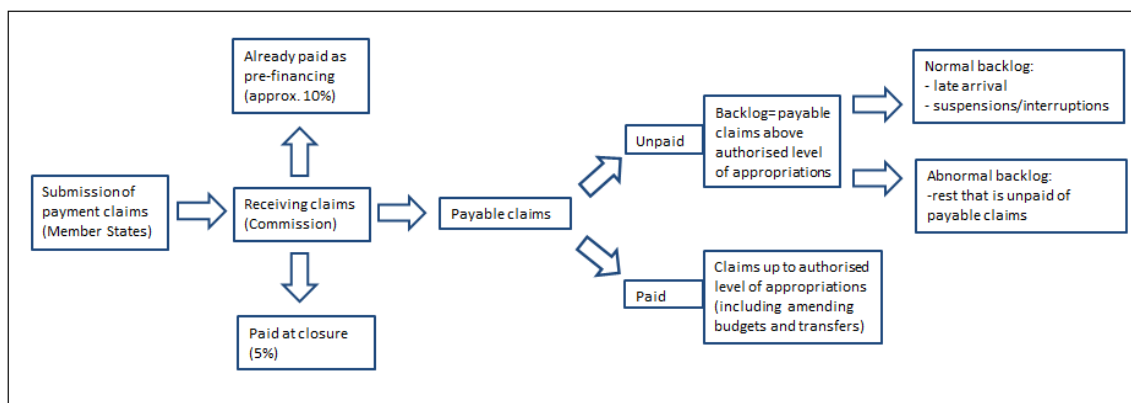 Submission of
payment claims
(Member States)
Already paid as
pre-financing
(approx. 10%)
Receiving claims
(Commission)
Paid at closure
(5%)
Payable claims
Unpaid
Backlog= payable
claims above
authorised level
of appropriations
Normal backlog:
- late arrival
- suspensions/interruptions
Abnormal backlog:
-rest that is unpaid of
payable claims
Paid
Claims up to authorised
level of appropriations
(including amending
budgets and transfers)